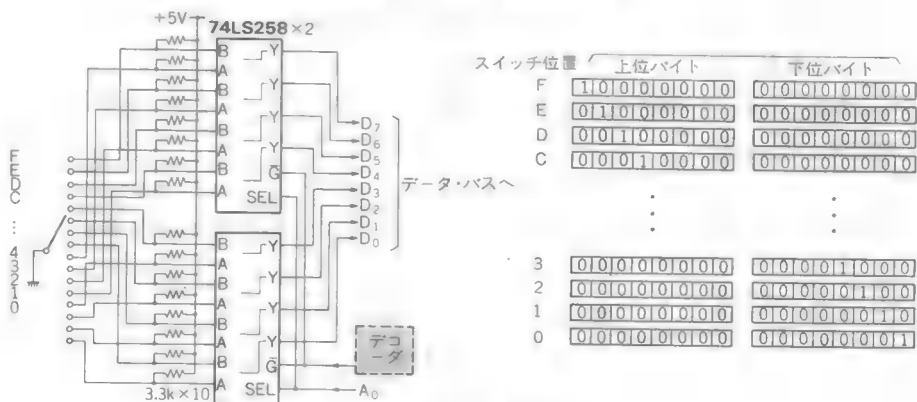 +5V
74LS258×2
B Y
A
B Y
A
B Y
A
B Y
A G̅
SEL
B Y
A
B Y
A
B Y
A
B Y
A G̅
SEL
3.3k×10
F
E
D
C
⋮
4
3
2
1
0
D₇
D₆
D₅
D₄
D₃
D₂
D₁
D₀
データ・バスへ
デコーダ
A₀
スイッチ位置 上位バイト 下位バイト
F 1 0 0 0 0 0 0 0 0 0 0 0 0 0 0 0
E 0 1 0 0 0 0 0 0 0 0 0 0 0 0 0 0
D 0 0 1 0 0 0 0 0 0 0 0 0 0 0 0 0
C 0 0 0 1 0 0 0 0 0 0 0 0 0 0 0 0
⋮ ⋮
3 0 0 0 0 0 0 0 0 0 0 0 0 1 0 0 0
2 0 0 0 0 0 0 0 0 0 0 0 0 0 1 0 0
1 0 0 0 0 0 0 0 0 0 0 0 0 0 0 1 0
0 0 0 0 0 0 0 0 0 0 0 0 0 0 0 0 1